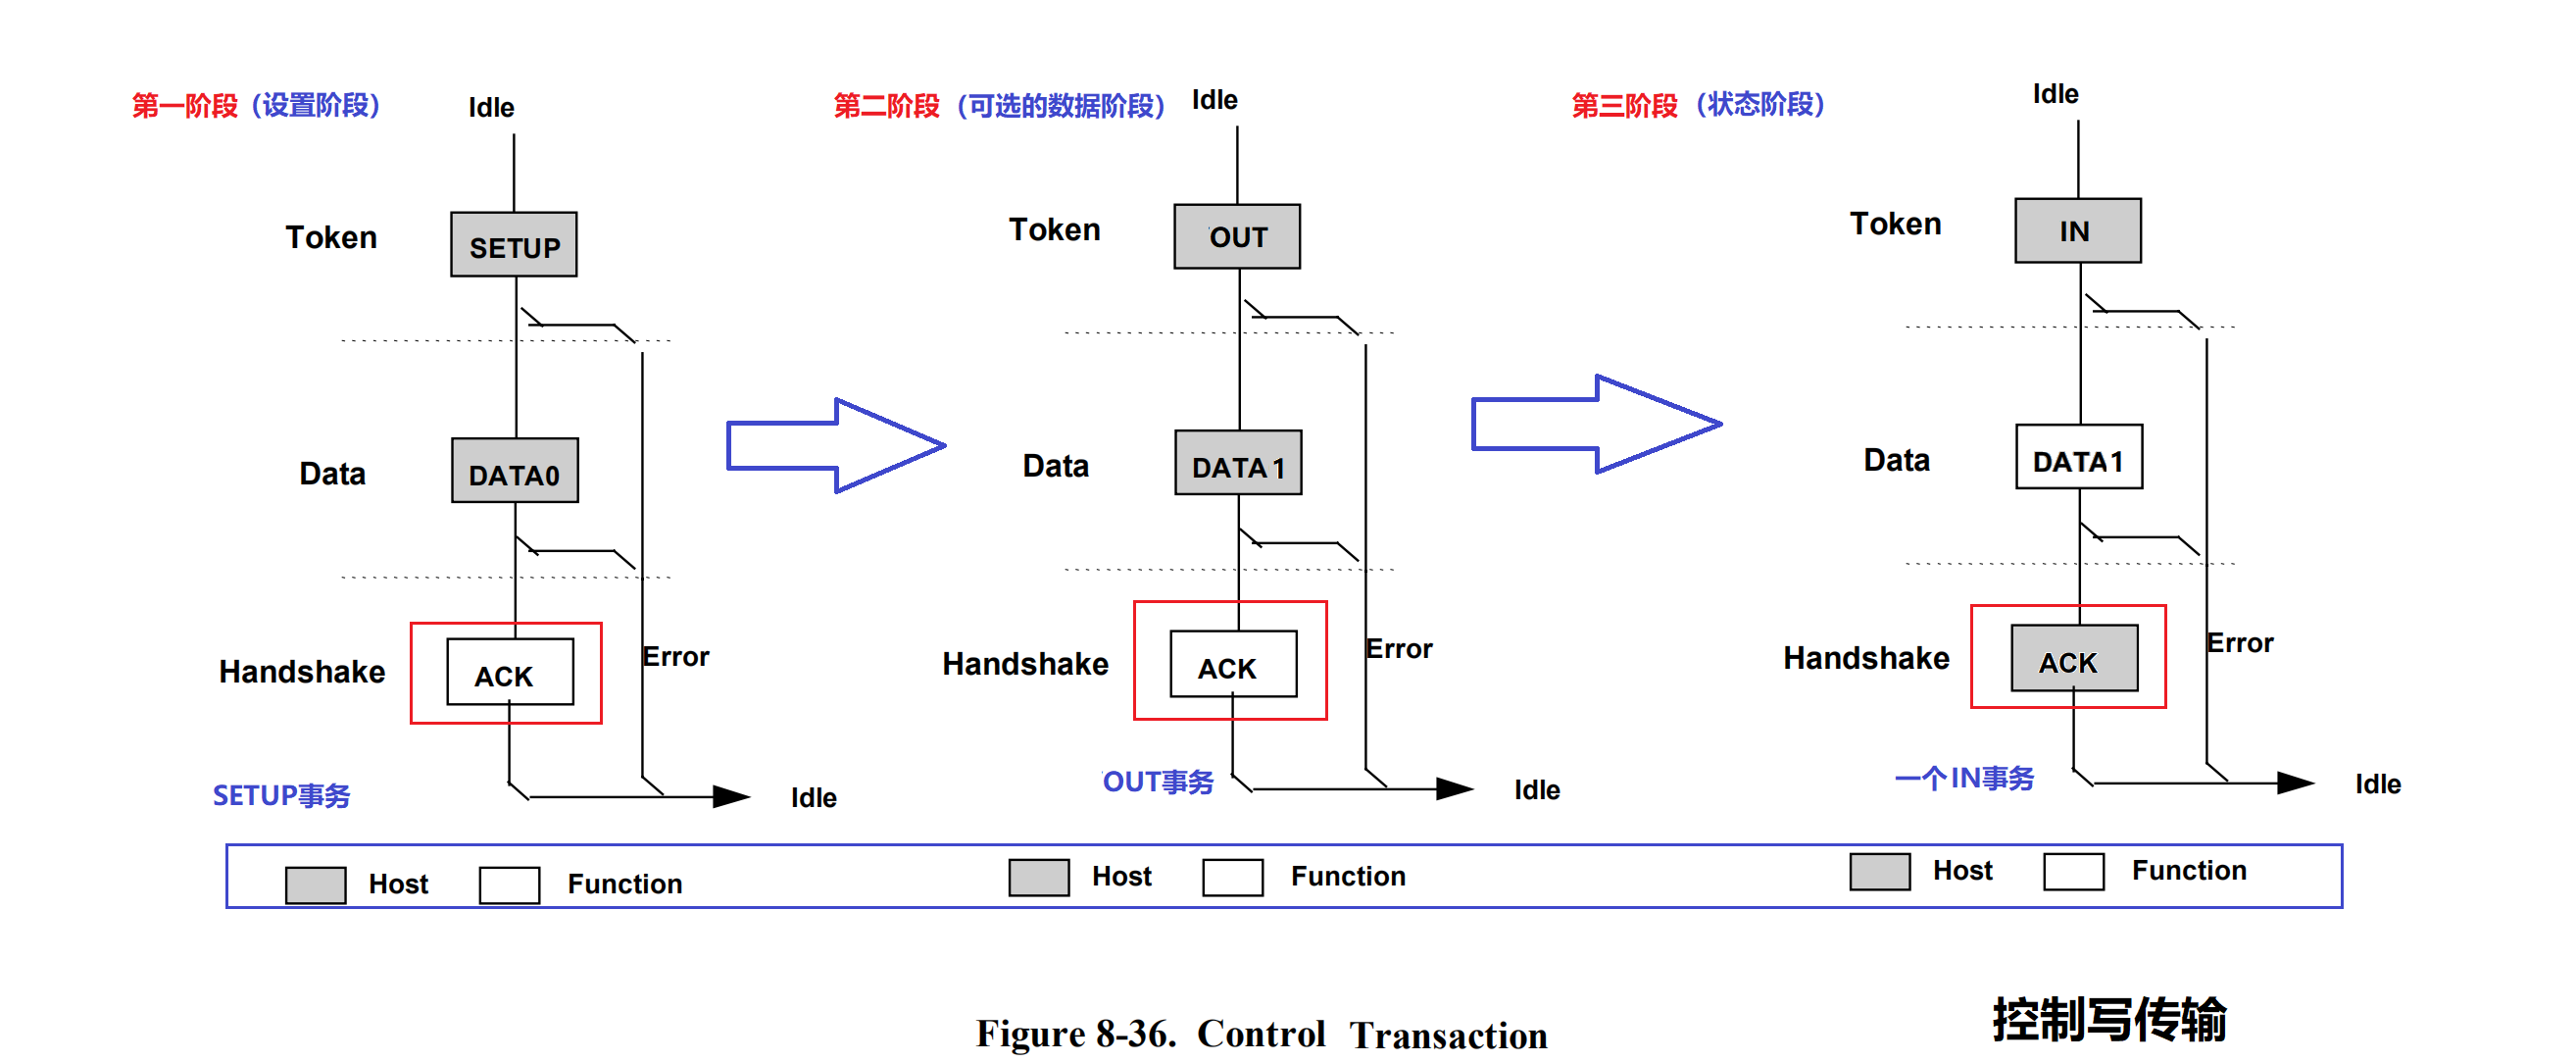 第一阶段（设置阶段）
Idle
Token
SETUP
Data
DATA0
Handshake
ACK
Error
SETUP事务
Idle
第二阶段（可选的数据阶段）
Idle
Token
OUT
Data
DATA1
Handshake
ACK
Error
OUT事务
Idle
第三阶段（状态阶段）
Idle
Token
IN
Data
DATA1
Handshake
ACK
Error
一个IN事务
Idle
Host Function
Host Function
Host Function
Figure 8-36. Control Transaction
控制写传输